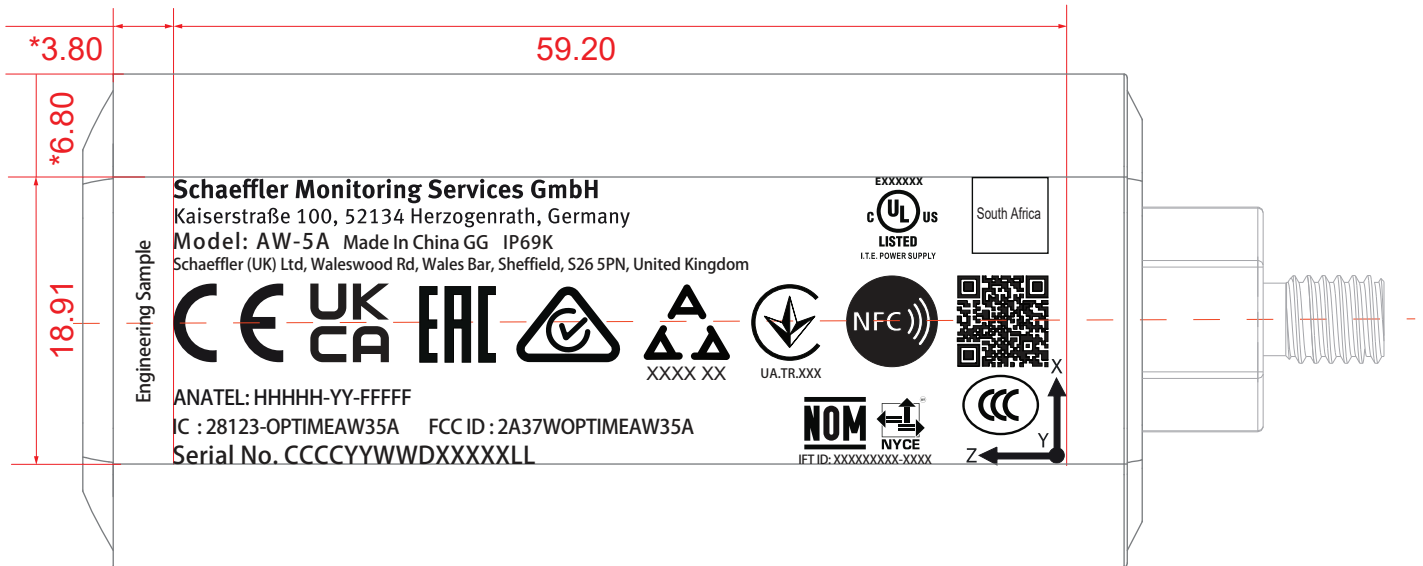 *3.80
59.20
*6.80
18.91
Engineering Sample
Schaeffler Monitoring Services GmbH
Kaiserstraße 100, 52134 Herzogenrath, Germany
Model: AW-5A Made In China GG IP69K
Schaeffler (UK) Ltd, Waleswood Rd, Wales Bar, Sheffield, S26 5PN, United Kingdom
EXXXXXX
C UL US
LISTED
I.T.E. POWER SUPPLY
South Africa
CE
UK
CA
EAC
XXXX XX
UA.TR.XXX
NFC
ANATEL: HHHHH-YY-FFFFF
IC : 28123-OPTIMEAW35A FCC ID : 2A37WOPTIMEAW35A
Serial No. CCCCYYWWDXXXXXLL
NOM
NYCE
IFT ID: XXXXXXXXX-XXXX
CCC
X
Y
Z